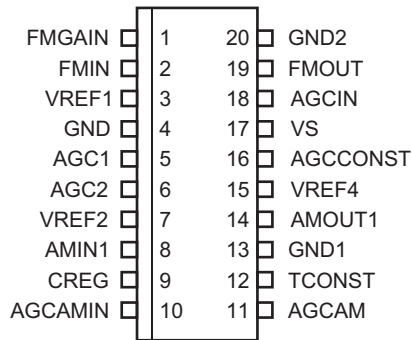 FMGAIN 1 20 GND2
FMIN 2 19 FMOUT
VREF1 3 18 AGCIN
GND 4 17 VS
AGC1 5 16 AGCCONST
AGC2 6 15 VREF4
VREF2 7 14 AMOUT1
AMIN1 8 13 GND1
CREG 9 12 TCONST
AGCAMIN 10 11 AGCAM